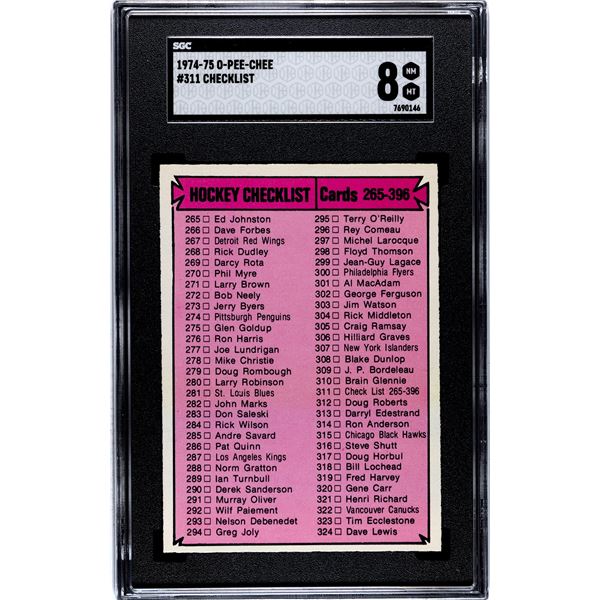 SGC
1974-75 O-PEE-CHEE
#311 CHECKLIST
8 NM MT
7690146
HOCKEY CHECKLIST Cards 265-396
265 □ Ed Johnston
266 □ Dave Forbes
267 □ Detroit Red Wings
268 □ Rick Dudley
269 □ Darcy Rota
270 □ Phil Myre
271 □ Larry Brown
272 □ Bob Neely
273 □ Jerry Byers
274 □ Pittsburgh Penguins
275 □ Glen Goldup
276 □ Ron Harris
277 □ Joe Lundrigan
278 □ Mike Christie
279 □ Doug Rombough
280 □ Larry Robinson
281 □ St. Louis Blues
282 □ John Marks
283 □ Don Saleski
284 □ Rick Wilson
285 □ Andre Savard
286 □ Pat Quinn
287 □ Los Angeles Kings
288 □ Norm Gratton
289 □ Ian Turnbull
290 □ Derek Sanderson
291 □ Murray Oliver
292 □ Wilf Paiement
293 □ Nelson Debenedet
294 □ Greg Joly
295 □ Terry O'Reilly
296 □ Rey Comeau
297 □ Michel Larocque
298 □ Floyd Thomson
299 □ Jean-Guy Lagace
300 □ Philadelphia Flyers
301 □ Al MacAdam
302 □ George Ferguson
303 □ Jim Watson
304 □ Rick Middleton
305 □ Craig Ramsay
306 □ Hilliard Graves
307 □ New York Islanders
308 □ Blake Dunlop
309 □ J. P. Bordeleau
310 □ Brain Glennie
311 □ Check List 265-396
312 □ Doug Roberts
313 □ Darryl Edestrand
314 □ Ron Anderson
315 □ Chicago Black Hawks
316 □ Steve Shutt
317 □ Doug Horbul
318 □ Bill Lochead
319 □ Fred Harvey
320 □ Gene Carr
321 □ Henri Richard
322 □ Vancouver Canucks
323 □ Tim Ecclestone
324 □ Dave Lewis